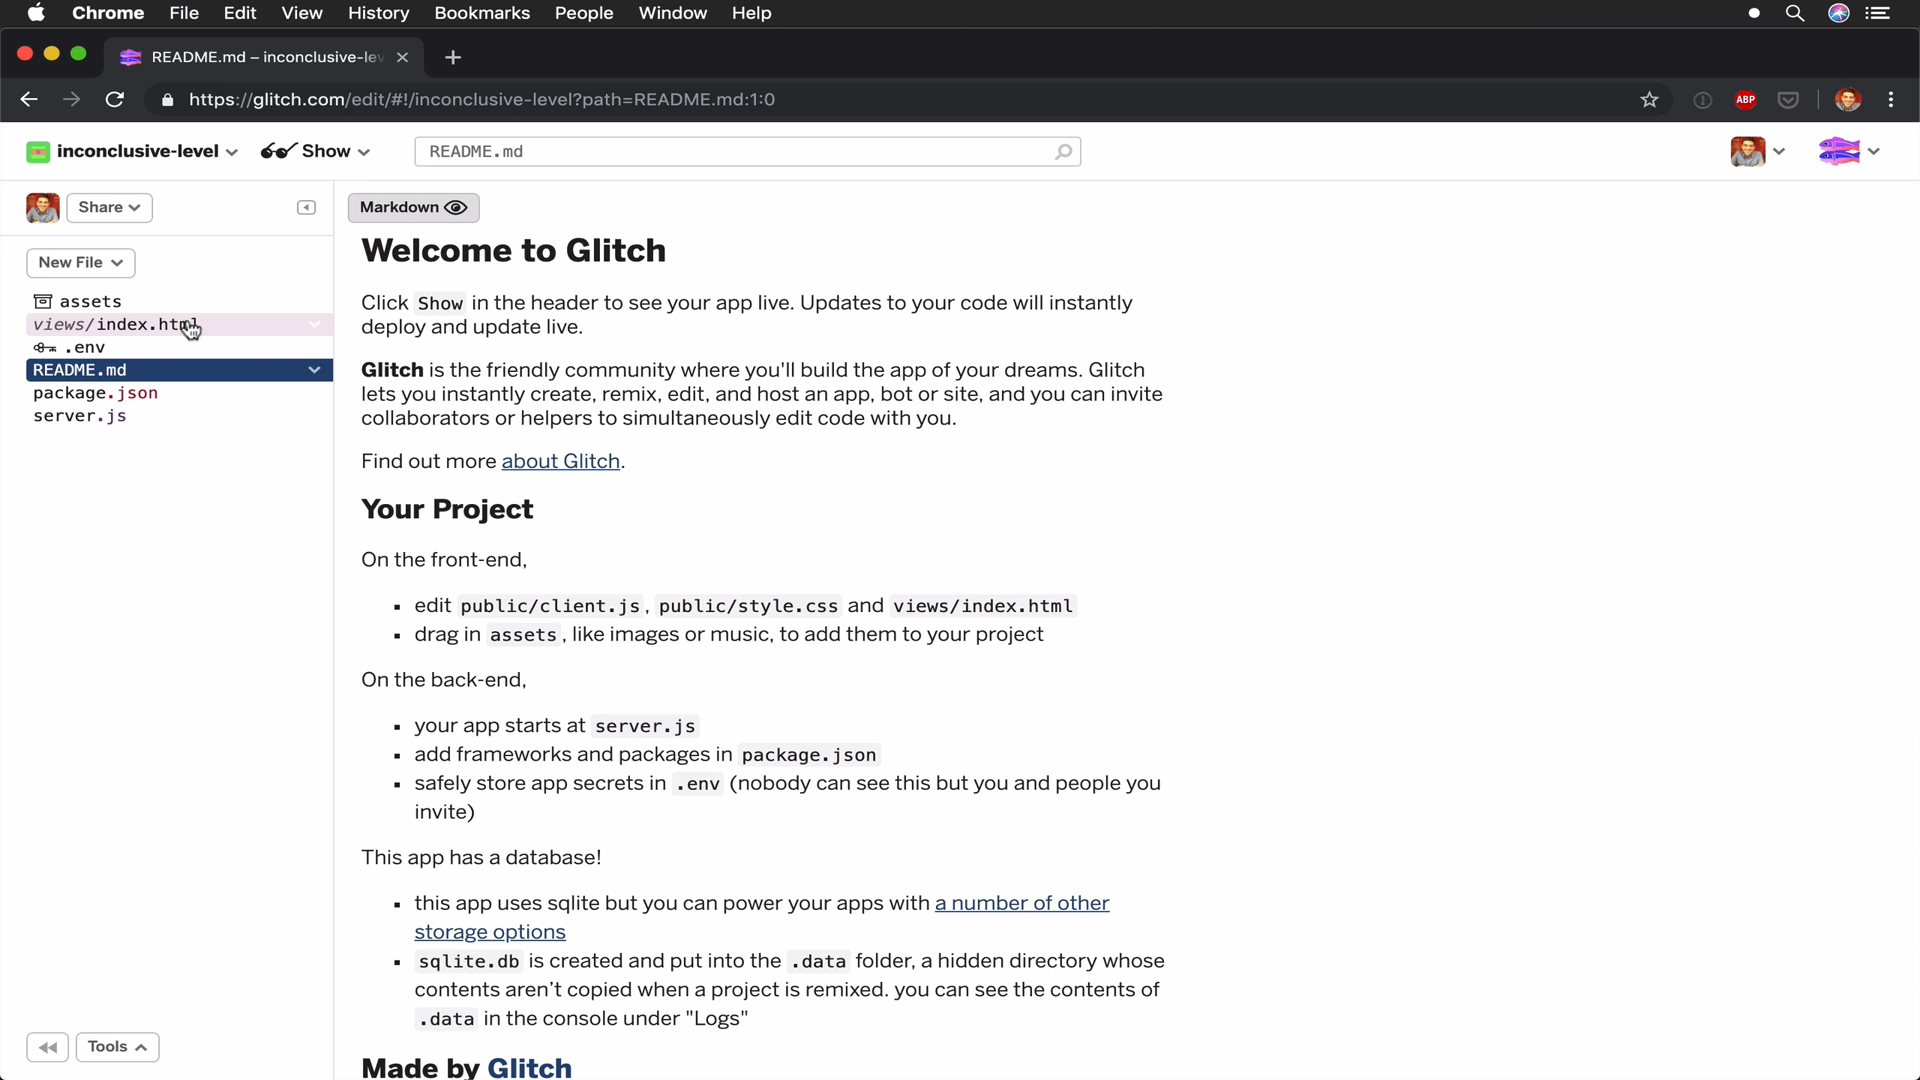 Chrome File Edit View History Bookmarks People Window Help
README.md – inconclusive-lev
https://glitch.com/edit/#!/inconclusive-level?path=README.md:1:0
ABP
inconclusive-level Show README.md
Share Markdown
New File
assets
views/index.html
.env
README.md
package.json
server.js
Welcome to Glitch
Click Show in the header to see your app live. Updates to your code will instantly
deploy and update live.
Glitch is the friendly community where you'll build the app of your dreams. Glitch
lets you instantly create, remix, edit, and host an app, bot or site, and you can invite
collaborators or helpers to simultaneously edit code with you.
Find out more about Glitch.
Your Project
On the front-end,
edit public/client.js, public/style.css and views/index.html
drag in assets, like images or music, to add them to your project
On the back-end,
your app starts at server.js
add frameworks and packages in package.json
safely store app secrets in .env (nobody can see this but you and people you
invite)
This app has a database!
this app uses sqlite but you can power your apps with a number of other
storage options
sqlite.db is created and put into the .data folder, a hidden directory whose
contents aren’t copied when a project is remixed. you can see the contents of
.data in the console under "Logs"
Made by Glitch
Tools